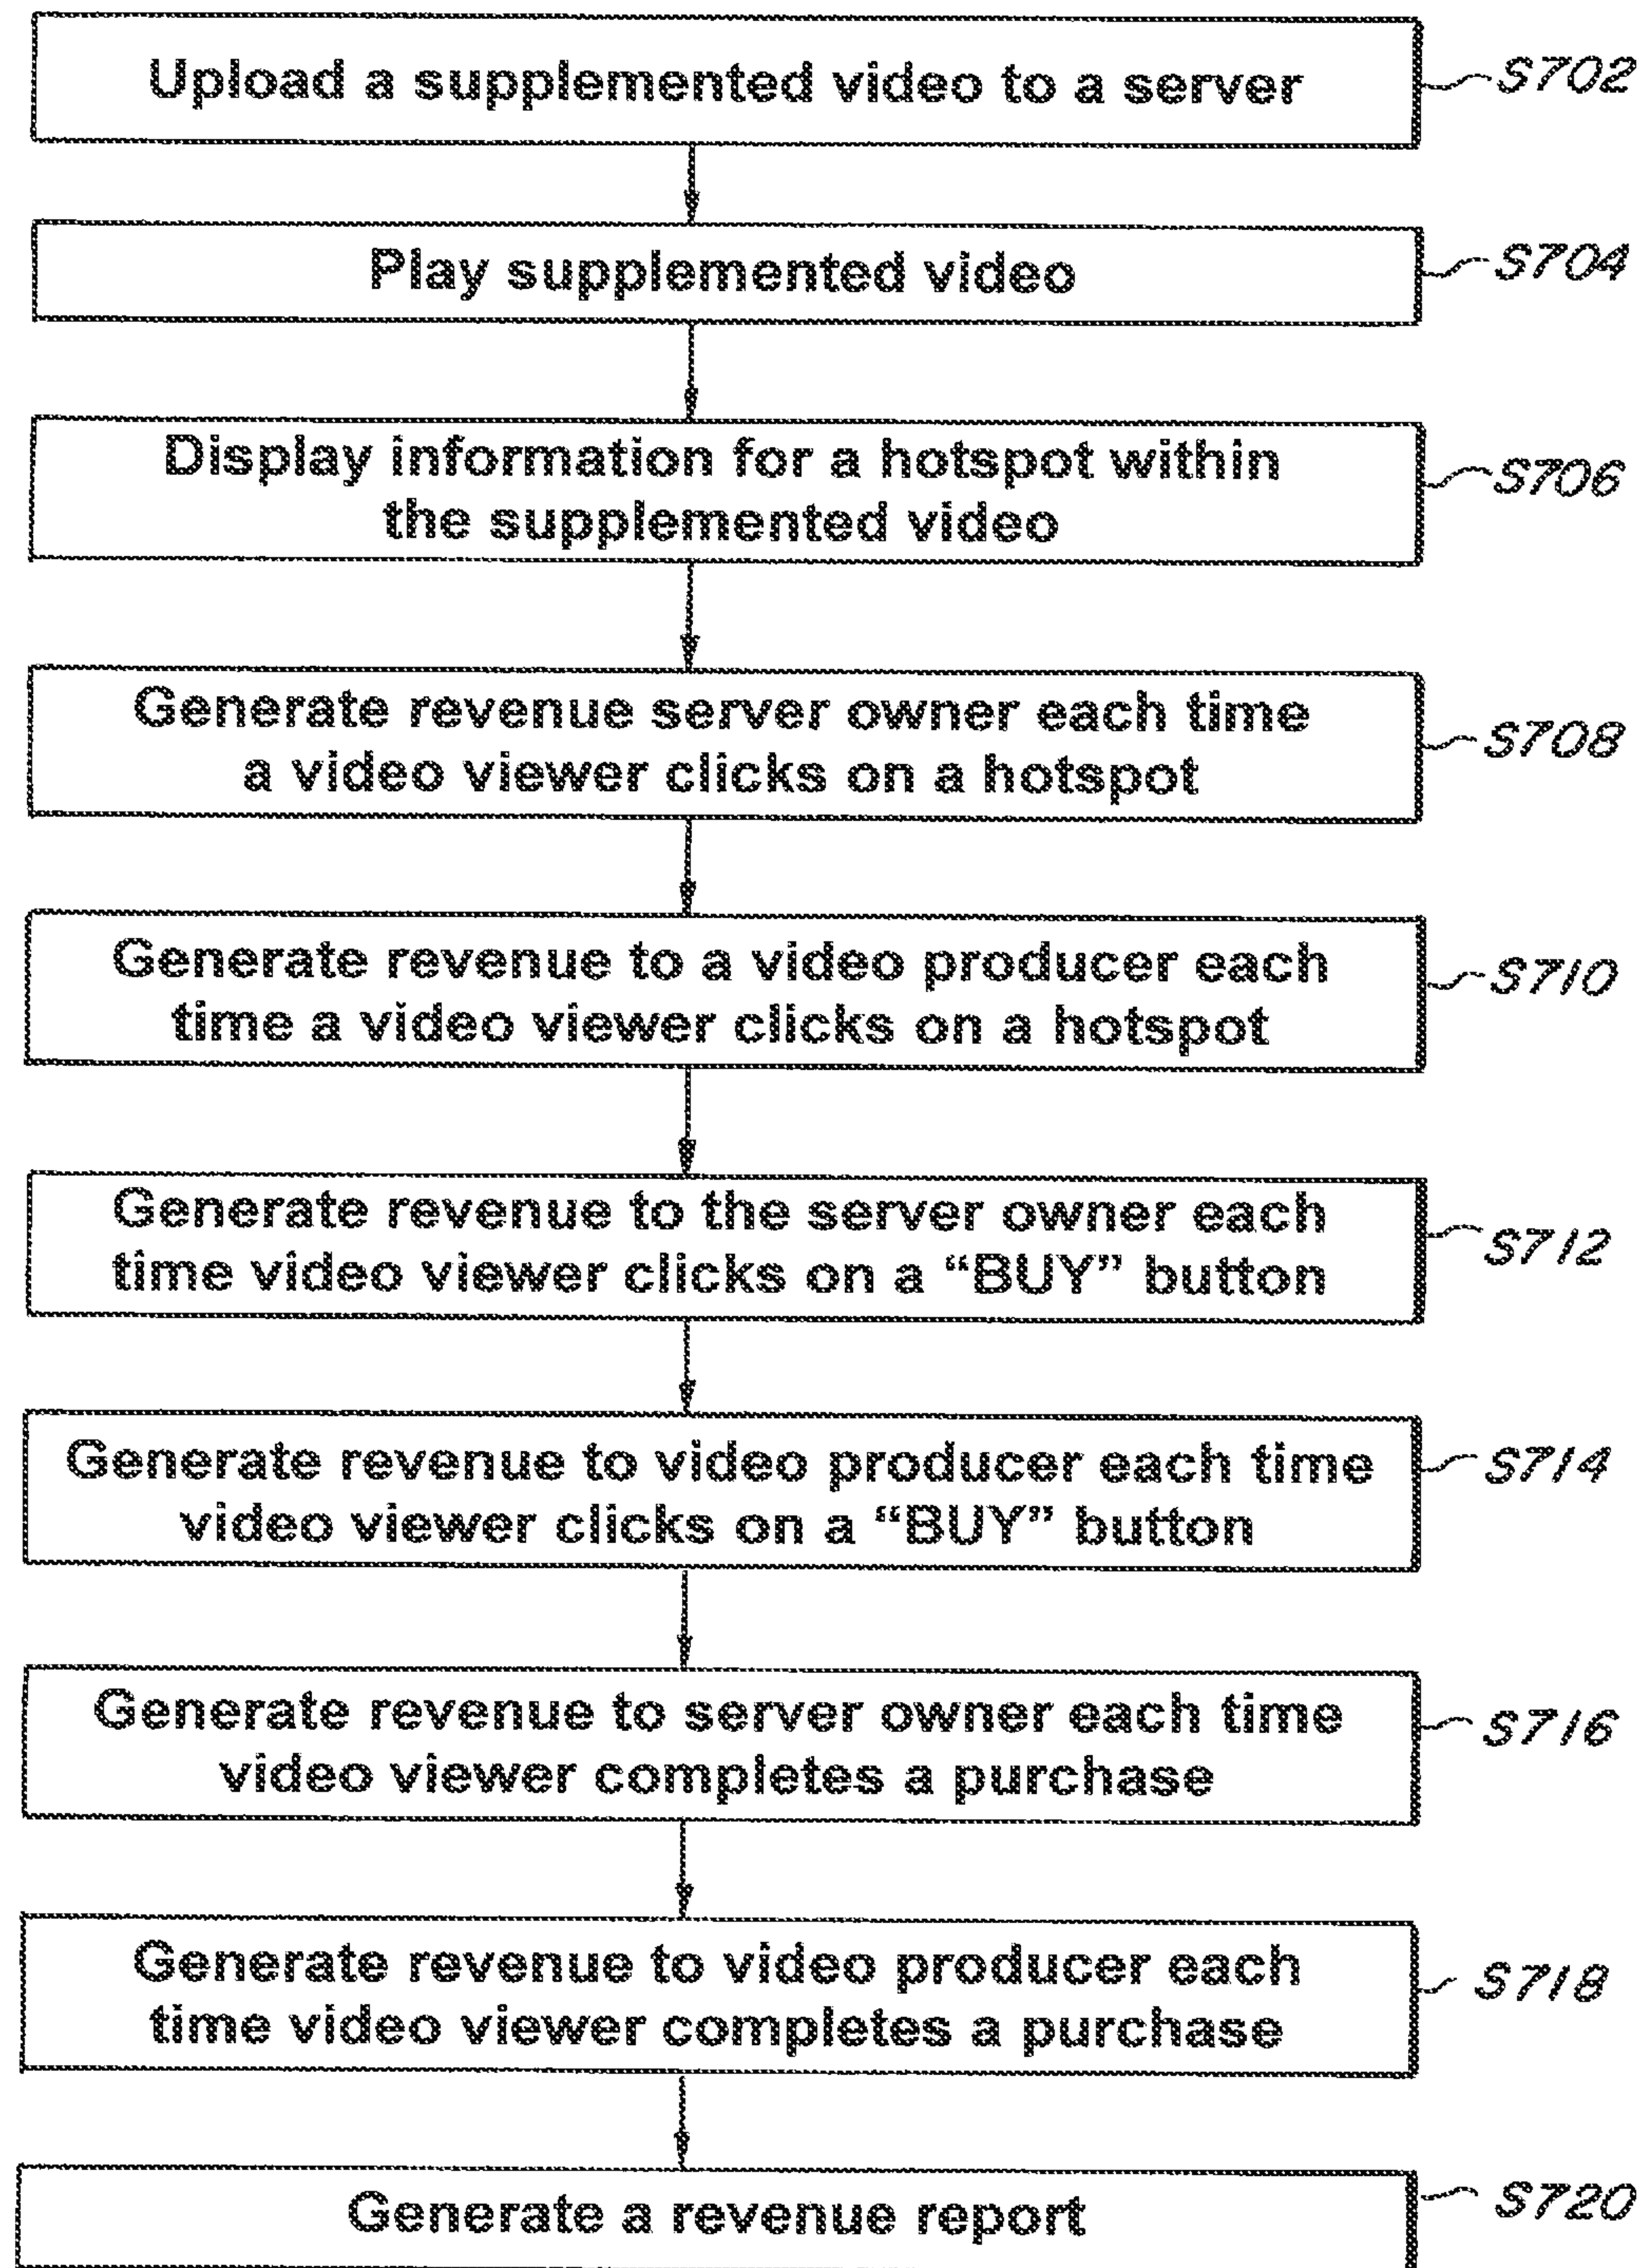 Upload a supplemented video to a server
S702
Play supplemented video
S704
Display information for a hotspot within
the supplemented video
S706
Generate revenue server owner each time
a video viewer clicks on a hotspot
S708
Generate revenue to a video producer each
time a video viewer clicks on a hotspot
S710
Generate revenue to the server owner each
time video viewer clicks on a “BUY” button
S712
Generate revenue to video producer each time
video viewer clicks on a “BUY” button
S714
Generate revenue to server owner each time
video viewer completes a purchase
S716
Generate revenue to video producer each
time video viewer completes a purchase
S718
Generate a revenue report
S720